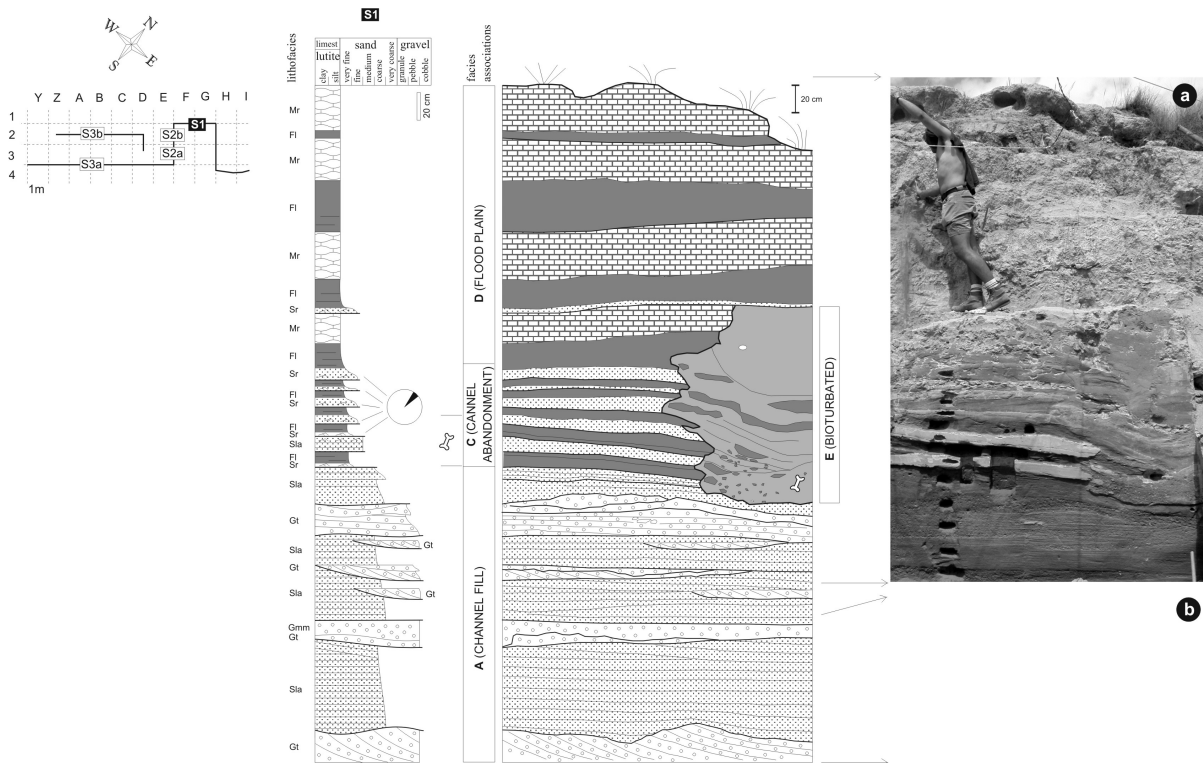 S1
N
W
E
S
Y Z A B C D E F G H I
1
2
3
4
S3b
S2b
S1
S2a
S3a
1m
lithofacies
limest
lutite
sand
gravel
clay
silt
very fine
fine
medium
coarse
very coarse
granule
pebble
cobble
facies
associations
20 cm
20 cm
Mr
Fl
Mr
Fl
Mr
Fl
Sr
Mr
Fl
Sr
Fl
Sr
Fl
Sr
Sla
Fl
Sr
Sla
Gt
Sla
Gt
Gt
Sla
Gt
Gmm
Gt
Sla
Gt
D (FLOOD PLAIN)
C (CANNEL
ABANDONMENT)
A (CHANNEL FILL)
E (BIOTURBATED)
a
b